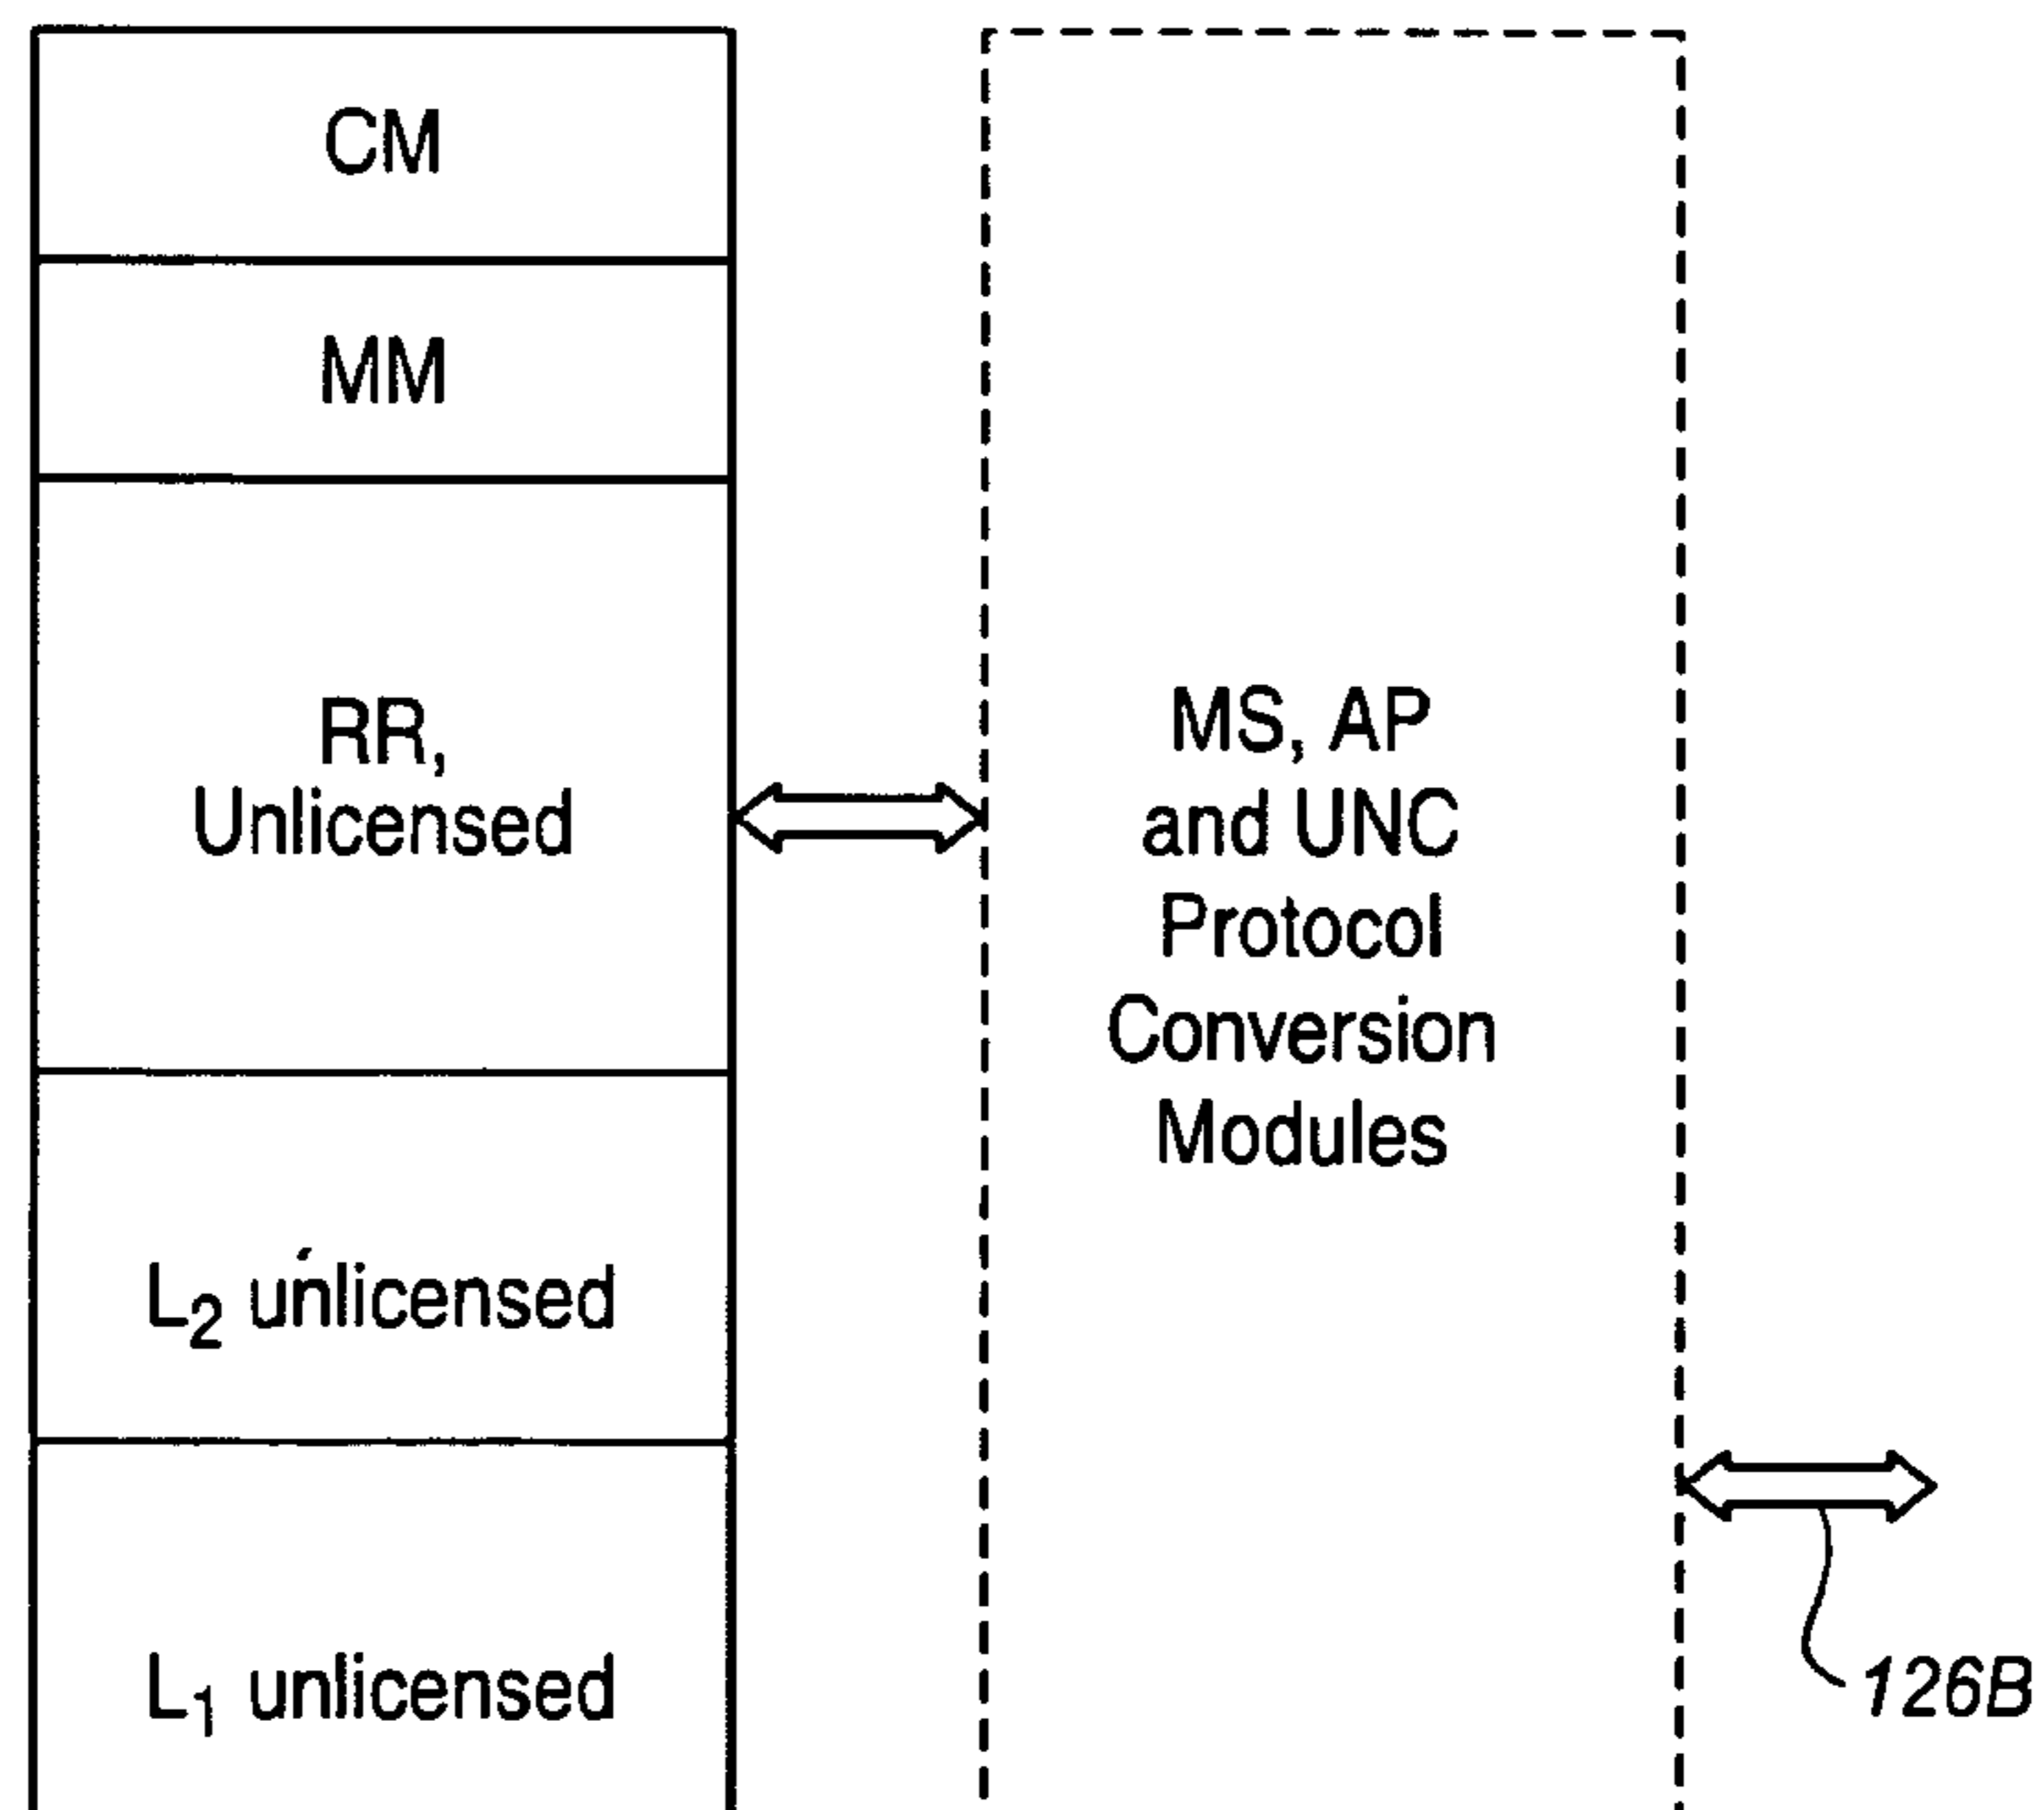 CM
MM
RR,
Unlicensed
L₂ unlicensed
L₁ unlicensed
MS, AP
and UNC
Protocol
Conversion
Modules
126B